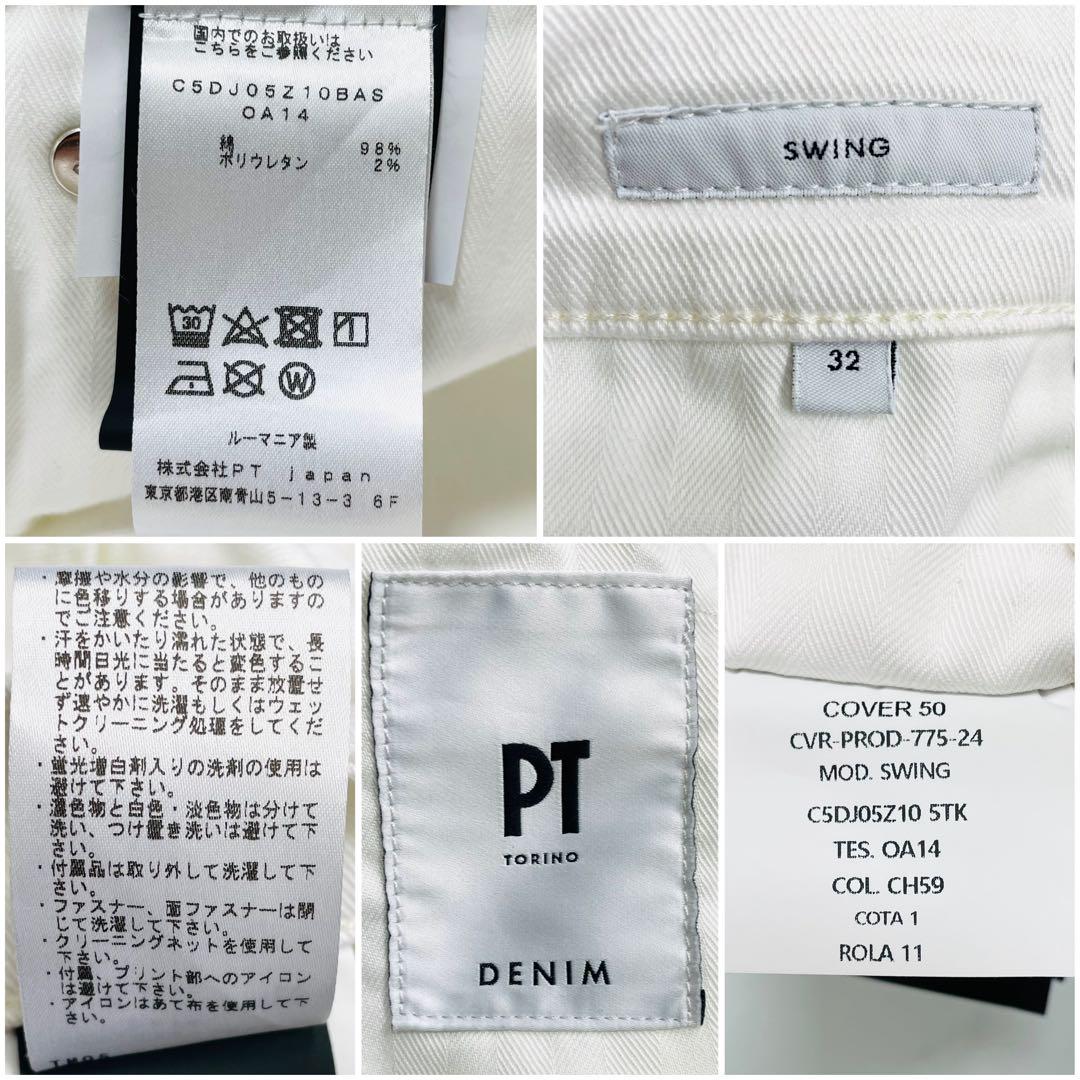 国内でのお取扱いは
こちらをご参照ください
C5DJ05Z10BAS
OA14
綿 98%
ポリウレタン 2%
30
W
ルーマニア製
株式会社PT japan
東京都港区南青山5-13-3 6F
SWING
32
・摩擦や水分の影響で、他のもの
に色移りする場合がありますの
でご注意ください。
・汗をかいたり濡れた状態で、長
時間日光に当たると変色するこ
とがあります。そのまま放置せ
ず速やかに洗濯もしくはウェッ
トクリーニング処理をしてくだ
さい。
・蛍光増白剤入りの洗剤の使用は
避けて下さい。
・濃色物と白色・淡色物は分けて
洗い、つけ置き洗いは避けて下
さい。
・付属品は取り外して洗濯して下
さい。
・ファスナー、面ファスナーは閉
じて洗濯して下さい。
・クリーニングネットを使用して
下さい。
・付属、プリント部へのアイロン
は避けて下さい。
・アイロンはあて布を使用して下
さい。
PT
TORINO
DENIM
COVER 50
CVR-PROD-775-24
MOD. SWING
C5DJ05Z10 5TK
TES. OA14
COL. CH59
COTA 1
ROLA 11